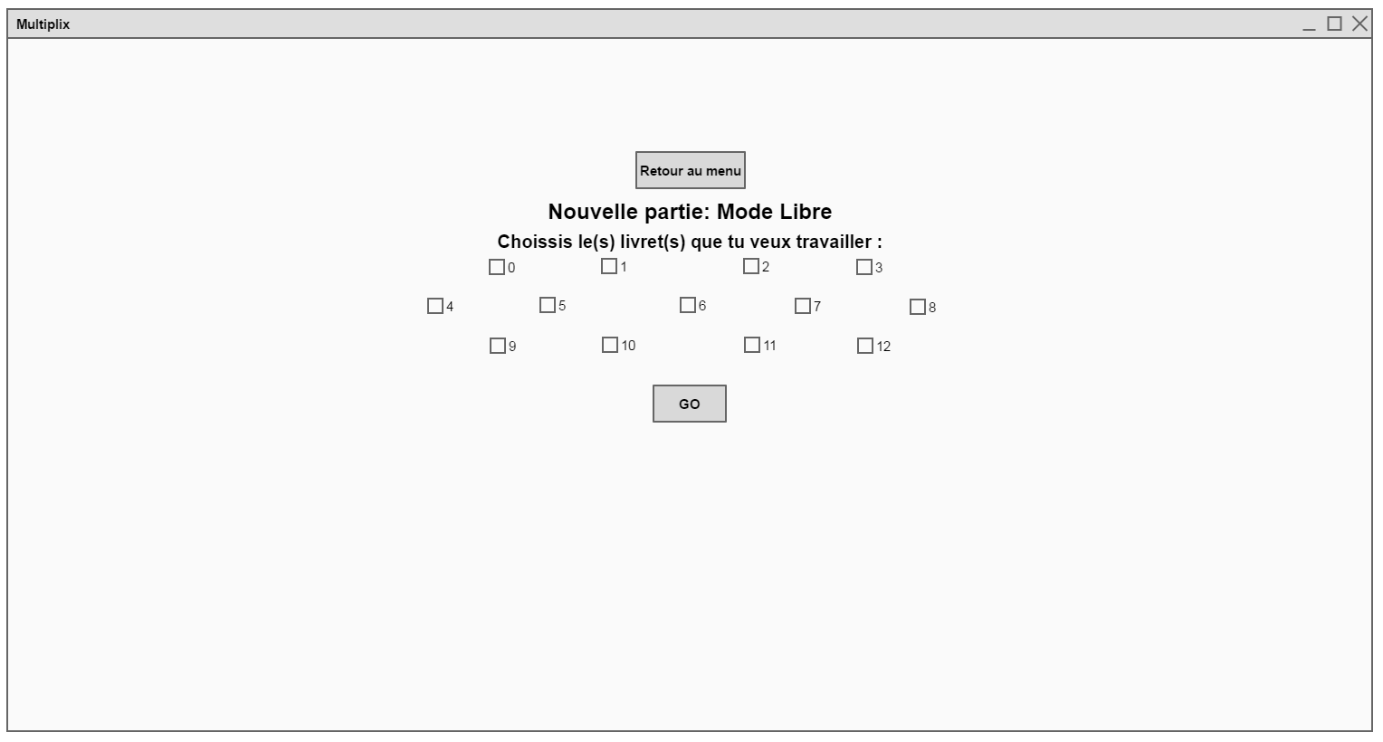 Multiplix
Retour au menu
Nouvelle partie: Mode Libre
Choissis le(s) livret(s) que tu veux travailler :
0 1 2 3
4 5 6 7 8
9 10 11 12
GO